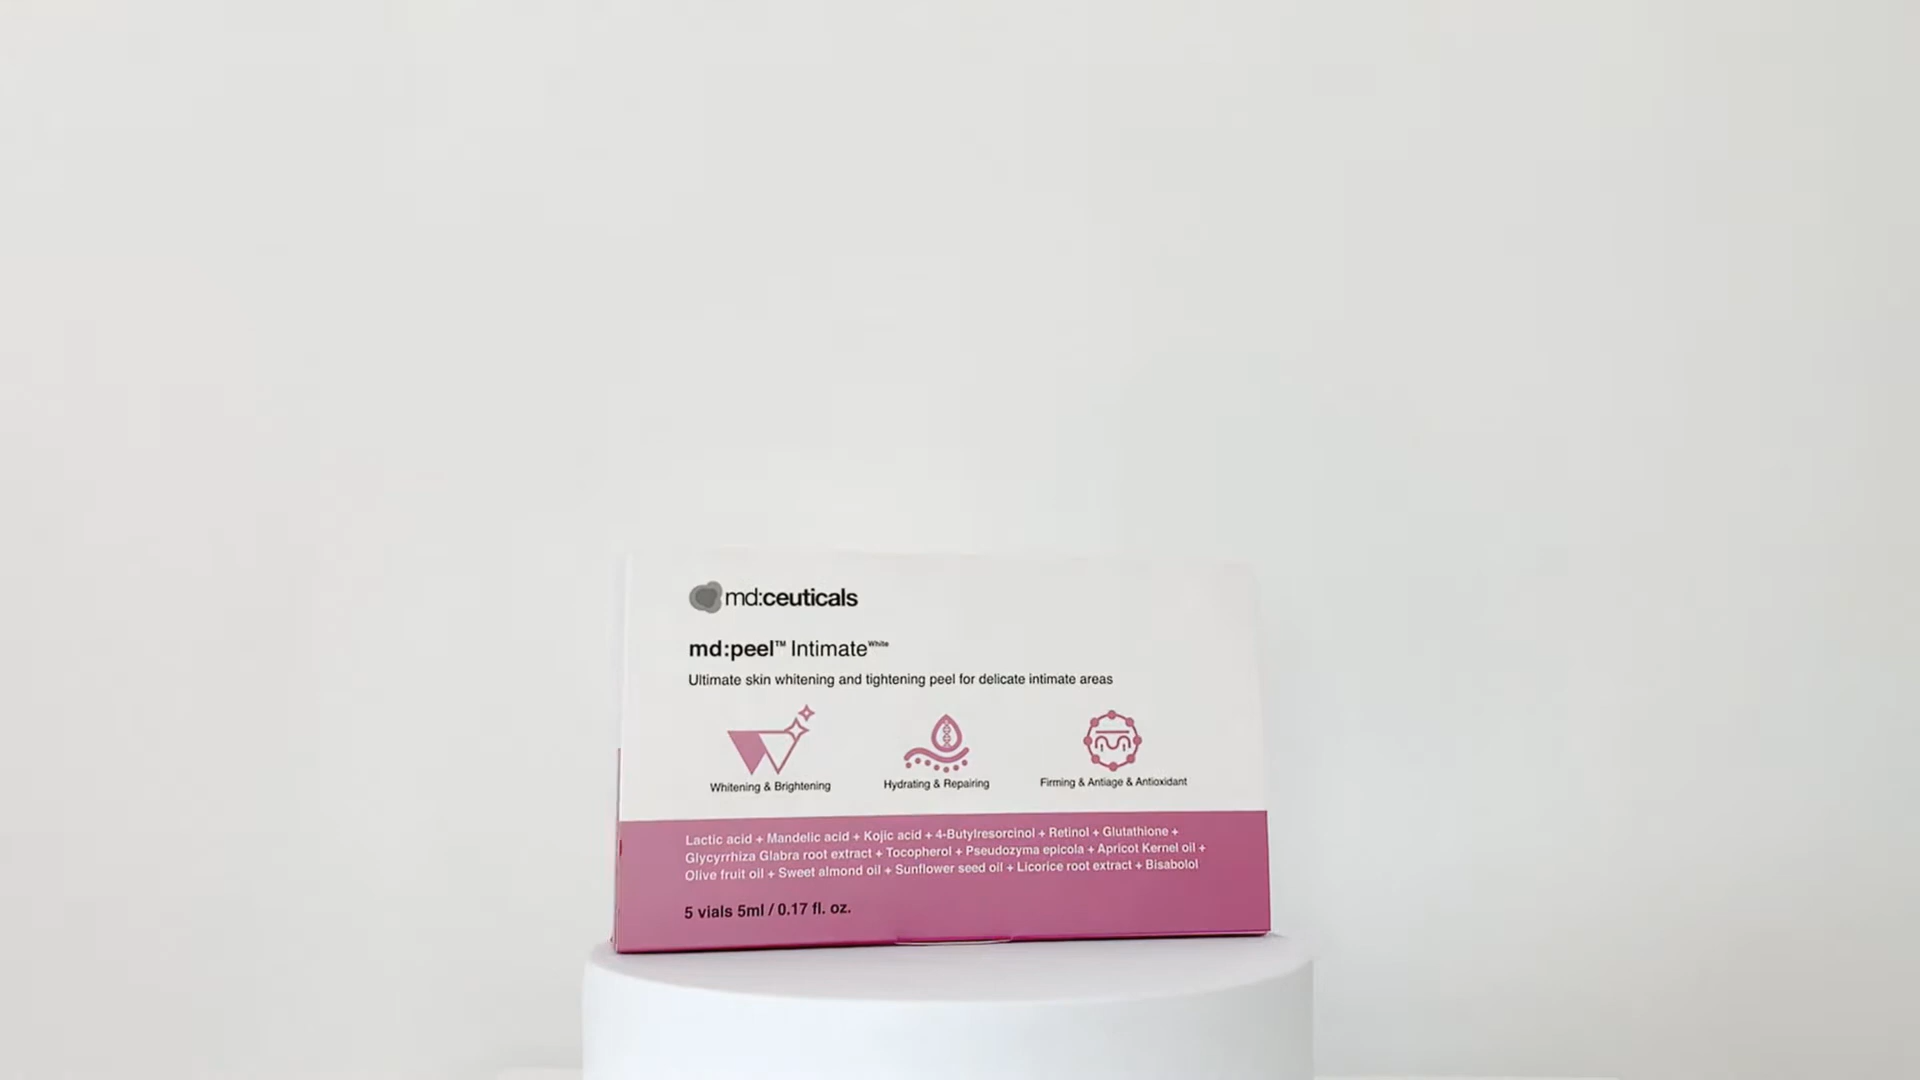 md:ceuticals
md:peel™ Intimate White
Ultimate skin whitening and tightening peel for delicate intimate areas
Whitening & Brightening
Hydrating & Repairing
Firming & Antiage & Antioxidant
Lactic acid + Mandelic acid + Kojic acid + 4-Butylresorcinol + Retinol + Glutathione +
Glycyrrhiza Glabra root extract + Tocopherol + Pseudozyma epicola + Apricot Kernel oil +
Olive fruit oil + Sweet almond oil + Sunflower seed oil + Licorice root extract + Bisabolol
5 vials 5ml / 0.17 fl. oz.